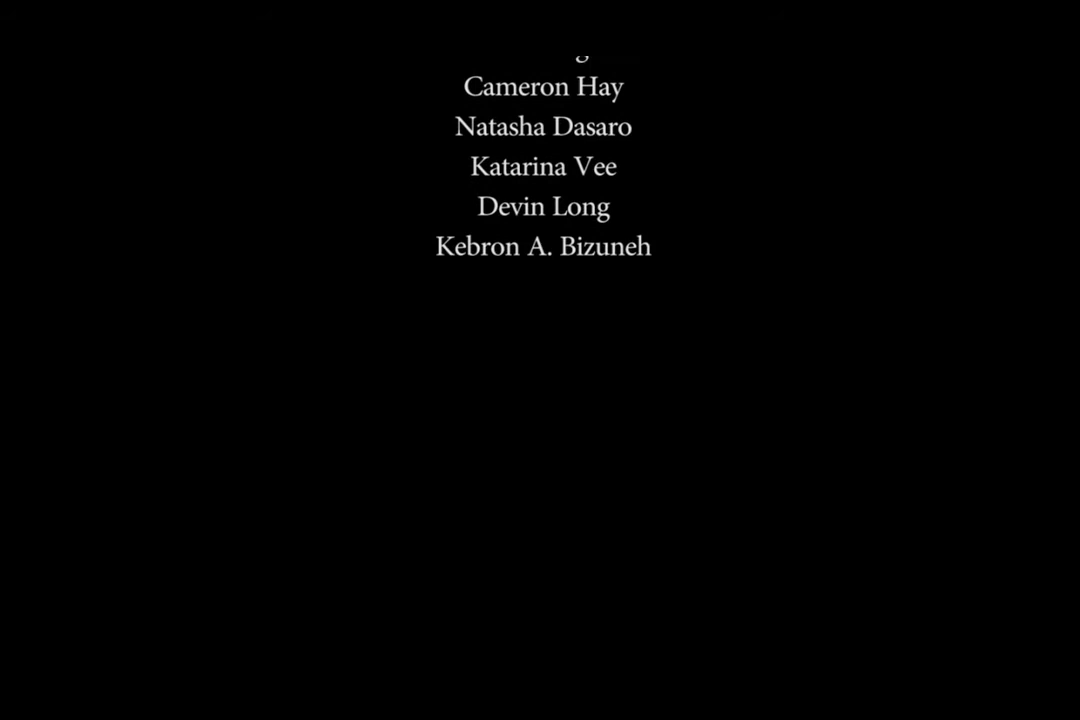 Cameron Hay
Natasha Dasaro
Katarina Vee
Devin Long
Kebron A. Bizuneh